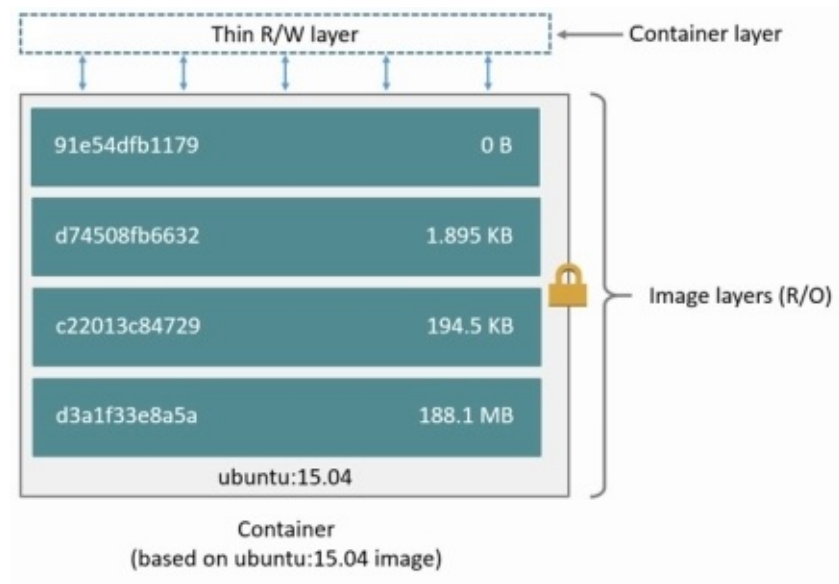 Thin R/W layer
Container layer
91e54dfb1179 0 B
d74508fb6632 1.895 KB
c22013c84729 194.5 KB
Image layers (R/O)
d3a1f33e8a5a 188.1 MB
ubuntu:15.04
Container
(based on ubuntu:15.04 image)